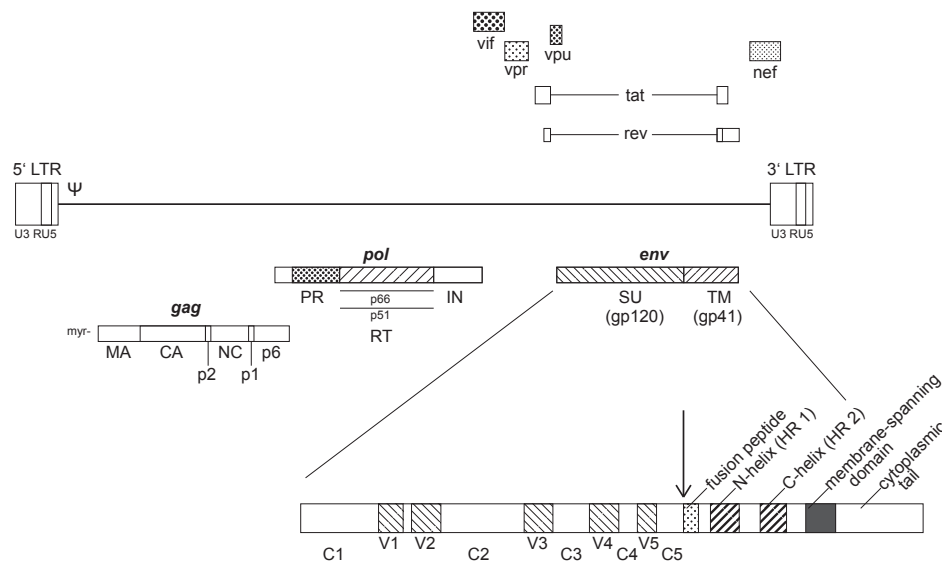 vif
vpr
vpu
nef
tat
rev
5‘ LTR
Ψ
3‘ LTR
U3 RU5
U3 RU5
pol
env
PR
p66
p51
RT
IN
SU
(gp120)
TM
(gp41)
gag
myr-
MA
CA
p2
NC
p1
p6
fusion peptide
N-helix (HR 1)
C-helix (HR 2)
membrane-spanning
domain
cytoplasmic
tail
C1
V1
V2
C2
V3
C3
V4
C4
V5
C5